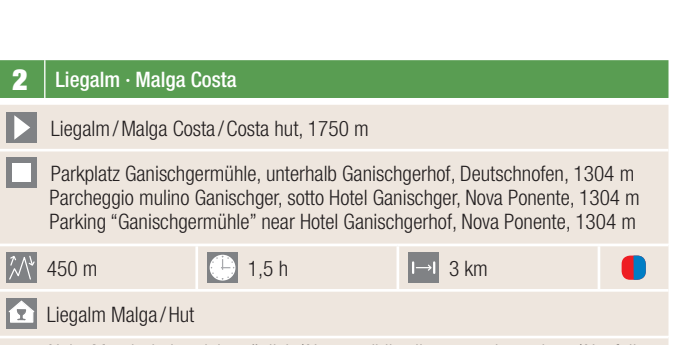 2 Liegalm · Malga Costa
Liegalm/Malga Costa/Costa hut, 1750 m
Parkplatz Ganischgermühle, unterhalb Ganischgerhof, Deutschnofen, 1304 m
Parcheggio mulino Ganischger, sotto Hotel Ganischger, Nova Ponente, 1304 m
Parking “Ganischgermühle” near Hotel Ganischgerhof, Nova Ponente, 1304 m
450 m 1,5 h 3 km
Liegalm Malga/Hut